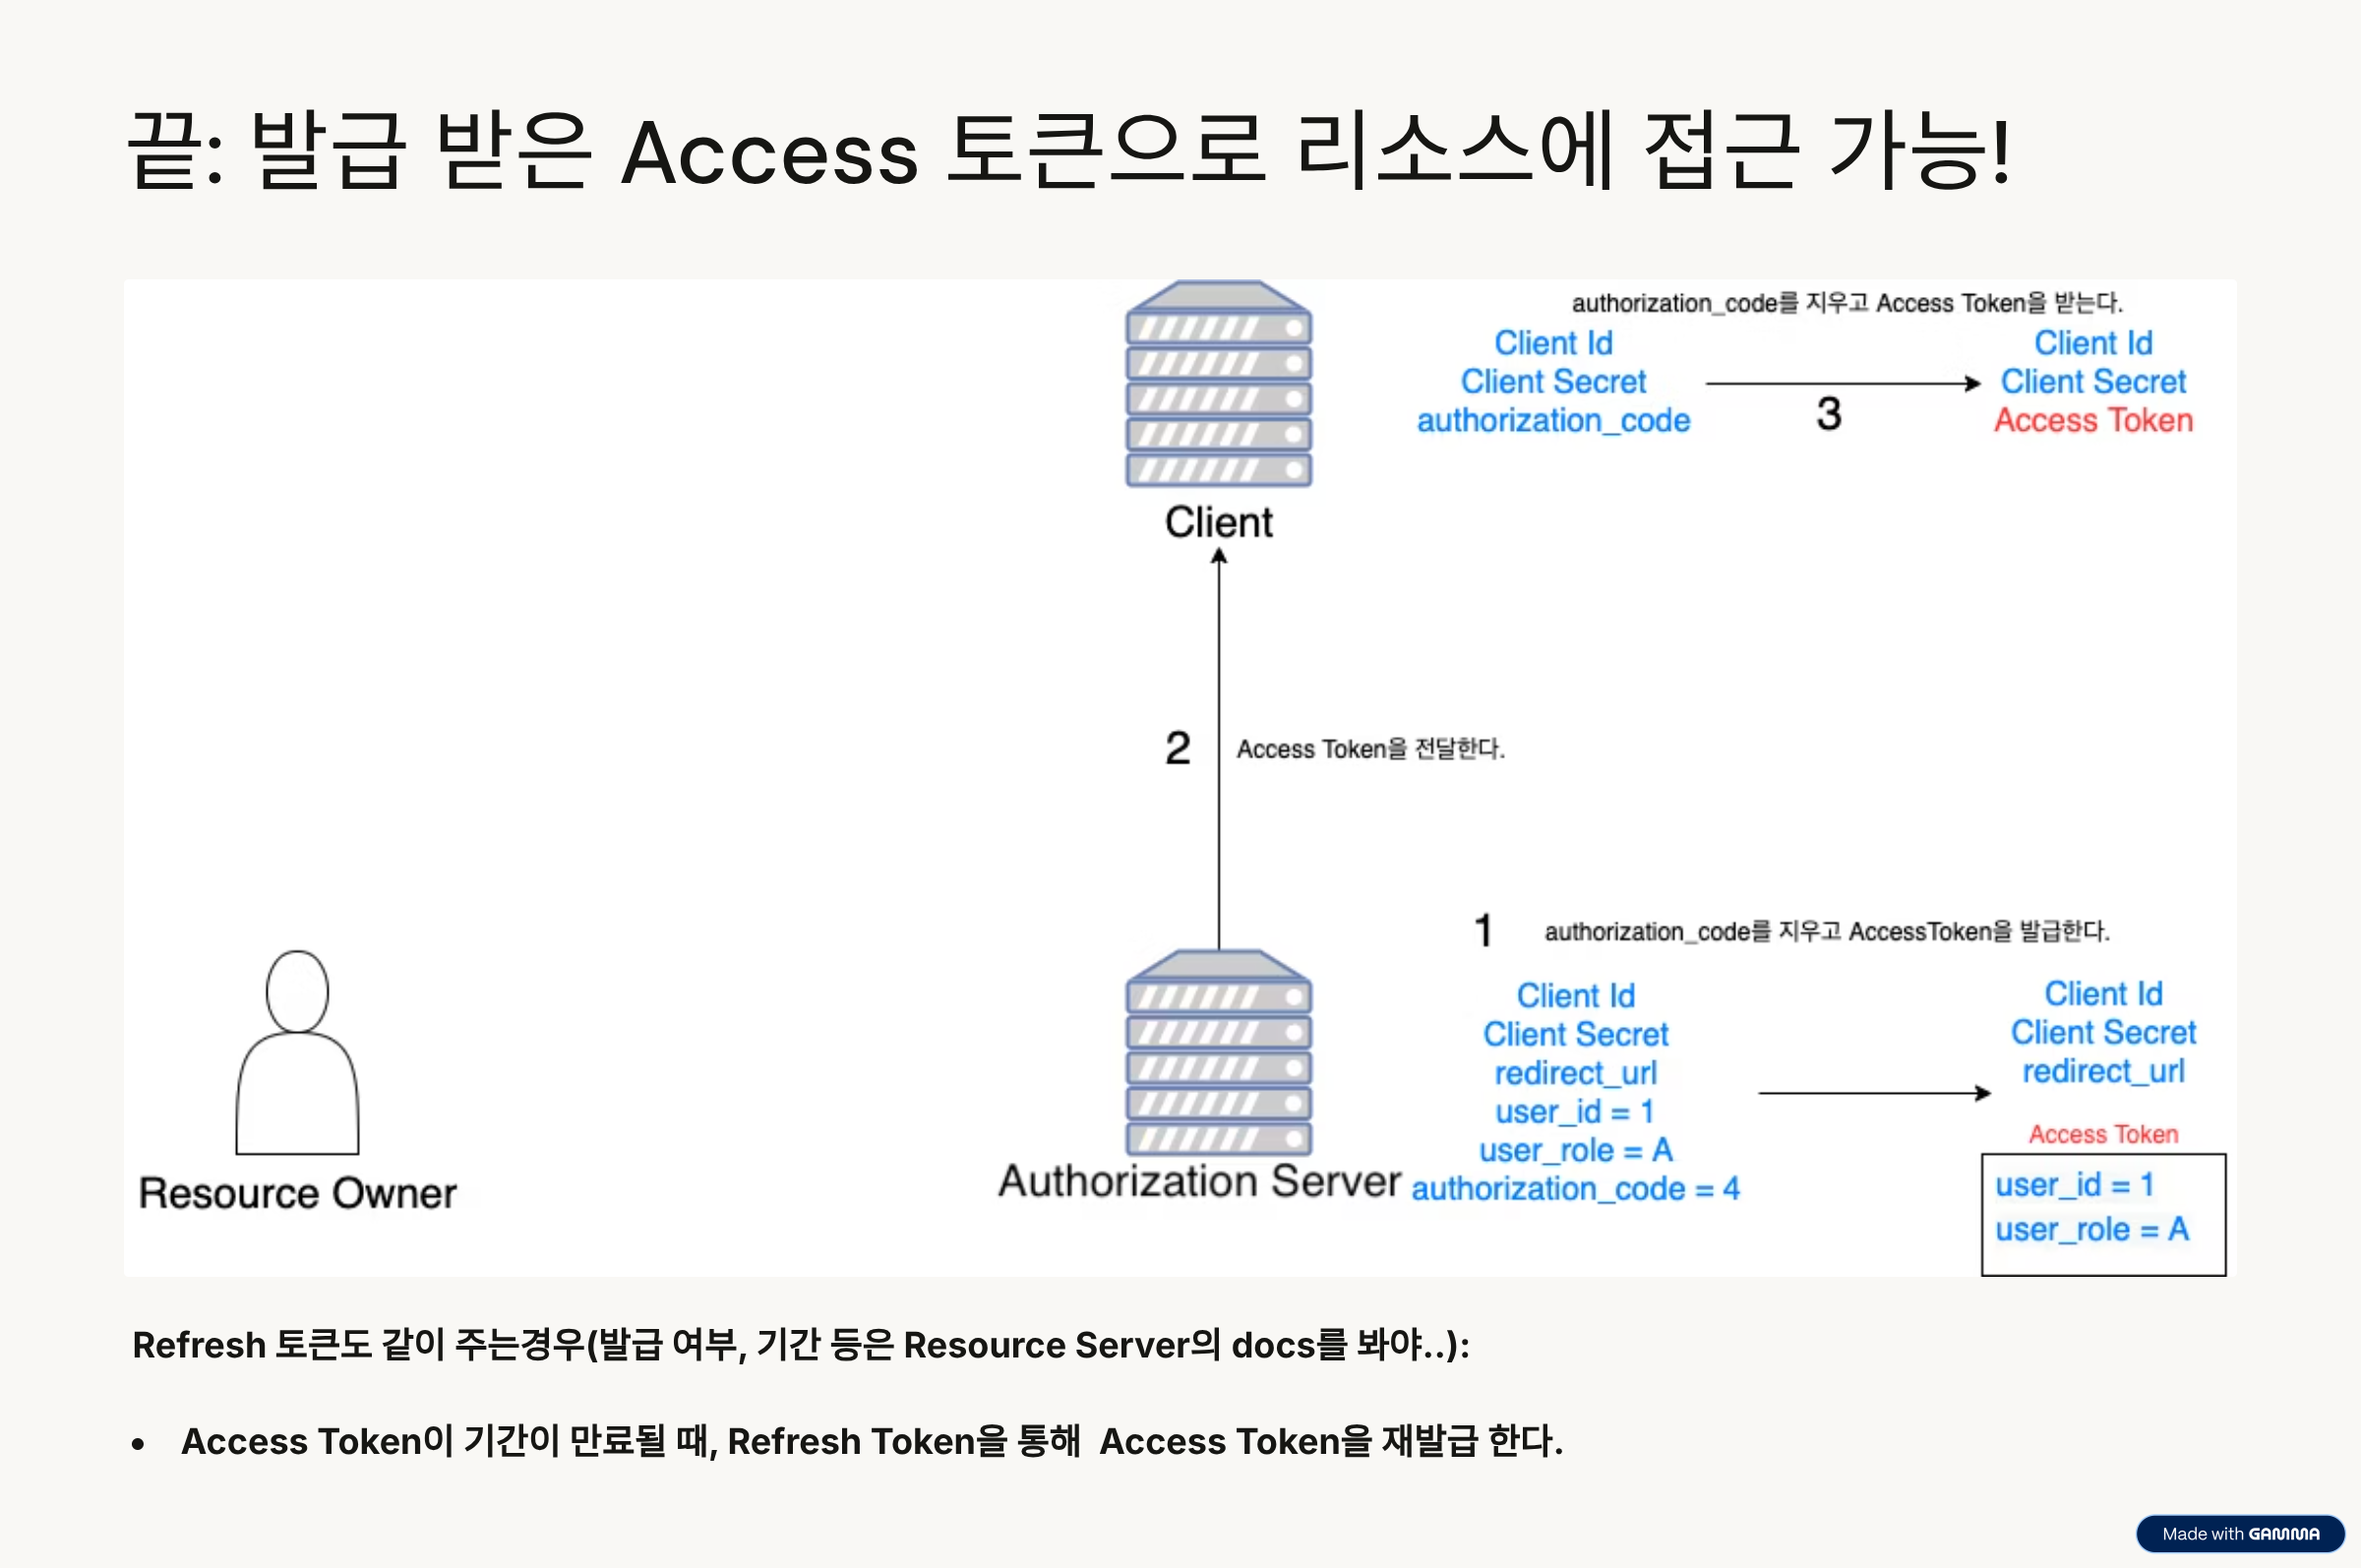 끝: 발급 받은 Access 토큰으로 리소스에 접근 가능!
authorization_code를 지우고 Access Token을 받는다.
Client Id
Client Secret
authorization_code
3
Client Id
Client Secret
Access Token
Client
2
Access Token을 전달한다.
1
authorization_code를 지우고 AccessToken을 발급한다.
Client Id
Client Secret
redirect_url
user_id = 1
user_role = A
authorization_code = 4
Client Id
Client Secret
redirect_url
Access Token
user_id = 1
user_role = A
Resource Owner
Authorization Server
Refresh 토큰도 같이 주는경우(발급 여부, 기간 등은 Resource Server의 docs를 봐야..):
• Access Token이 기간이 만료될 때, Refresh Token을 통해 Access Token을 재발급 한다.
Made with GAMMA